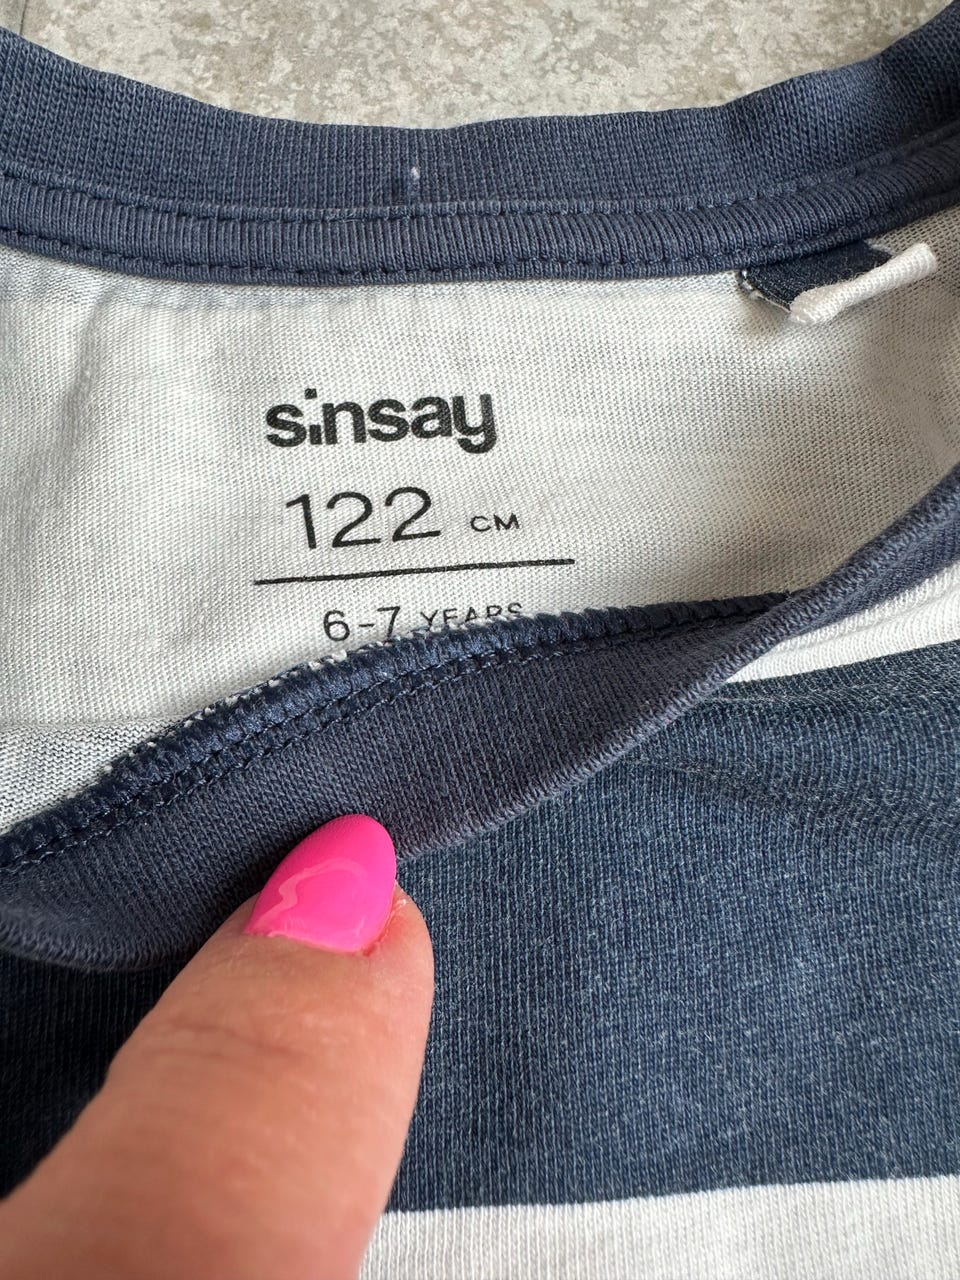 sinsay
122 CM
6-7 YEARS